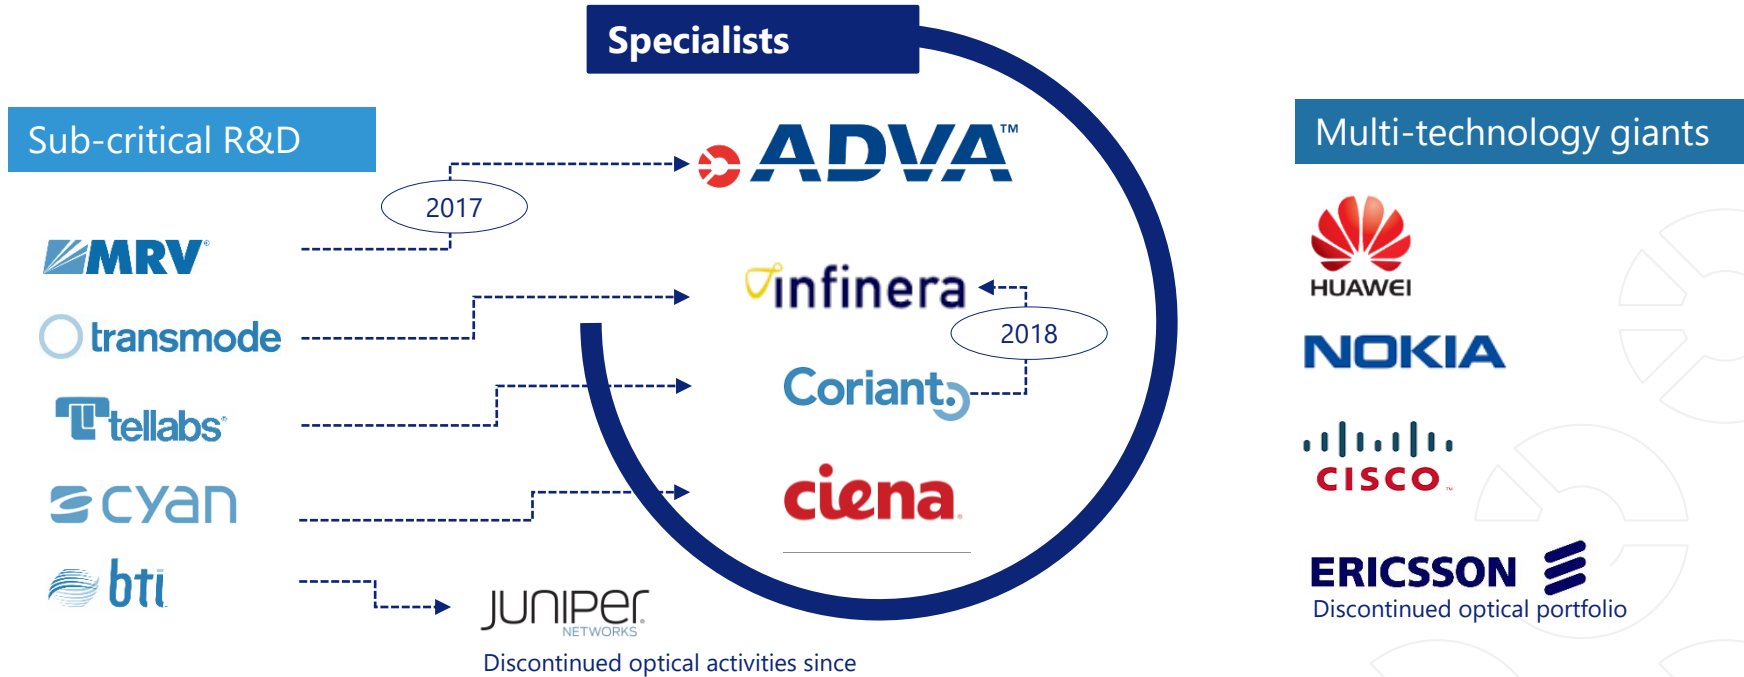 Specialists
Sub-critical R&D
Multi-technology giants
ADVA™
2017
MRV®
infinera
HUAWEI
transmode
2018
NOKIA
Coriant
tellabs®
CISCO™
ciena®
cyan
ERICSSON
bti
Discontinued optical portfolio
JUNIPer
NETWORKS
Discontinued optical activities since